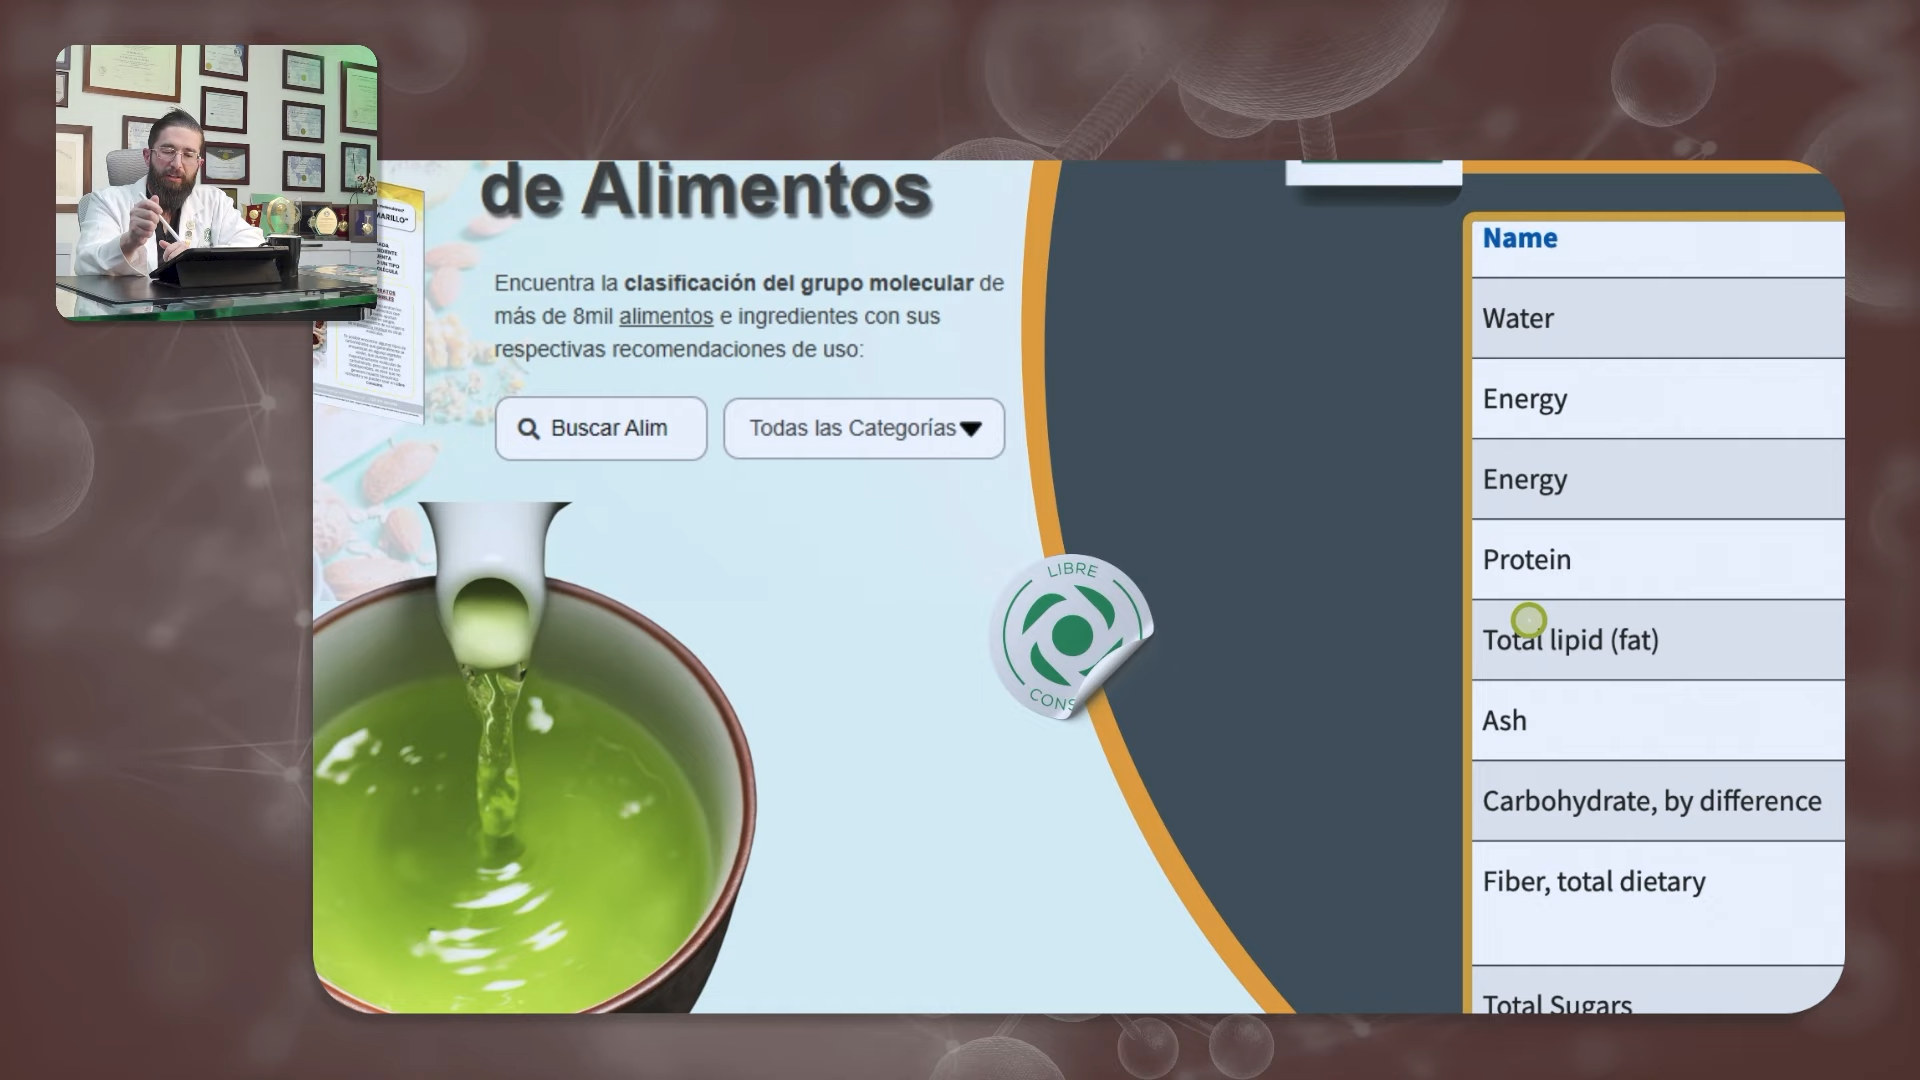 de Alimentos
Encuentra la clasificación del grupo molecular de
más de 8mil alimentos e ingredientes con sus
respectivas recomendaciones de uso:
Buscar Alim
Todas las Categorías
LIBRE
CONS
Name
Water
Energy
Energy
Protein
Total lipid (fat)
Ash
Carbohydrate, by difference
Fiber, total dietary
Total Sugars